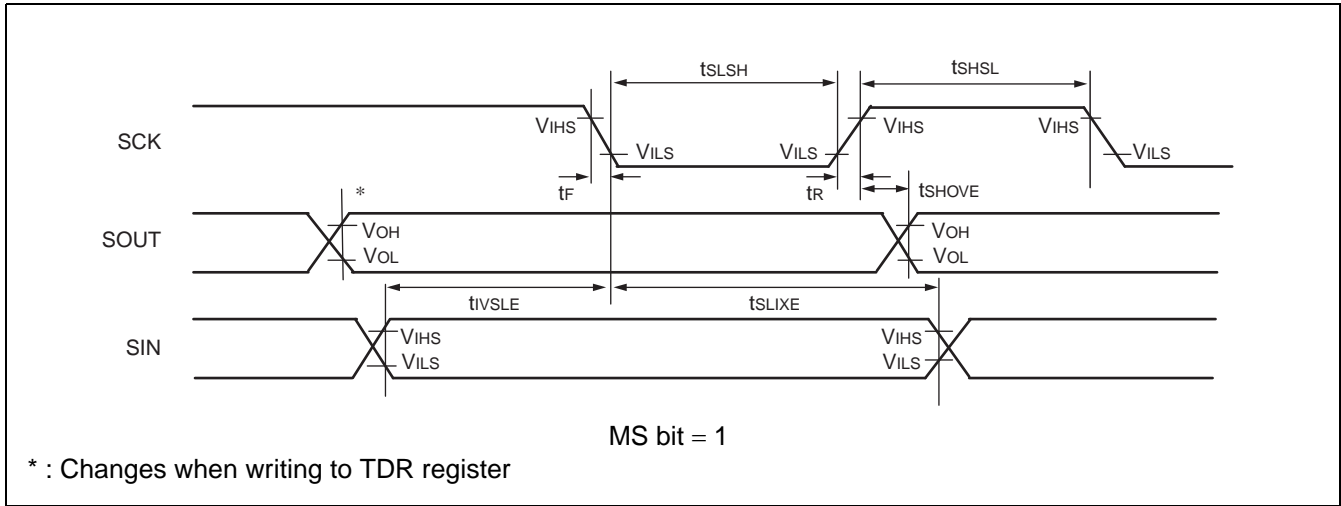 tSLSH
tSHSL
SCK
VIHS
VILS
VILS
VIHS
VIHS
VILS
tF
tR
tSHOVE
*
SOUT
VOH
VOL
VOH
VOL
tIVSLE
tSLIXE
SIN
VIHS
VILS
VIHS
VILS
MS bit = 1
* : Changes when writing to TDR register